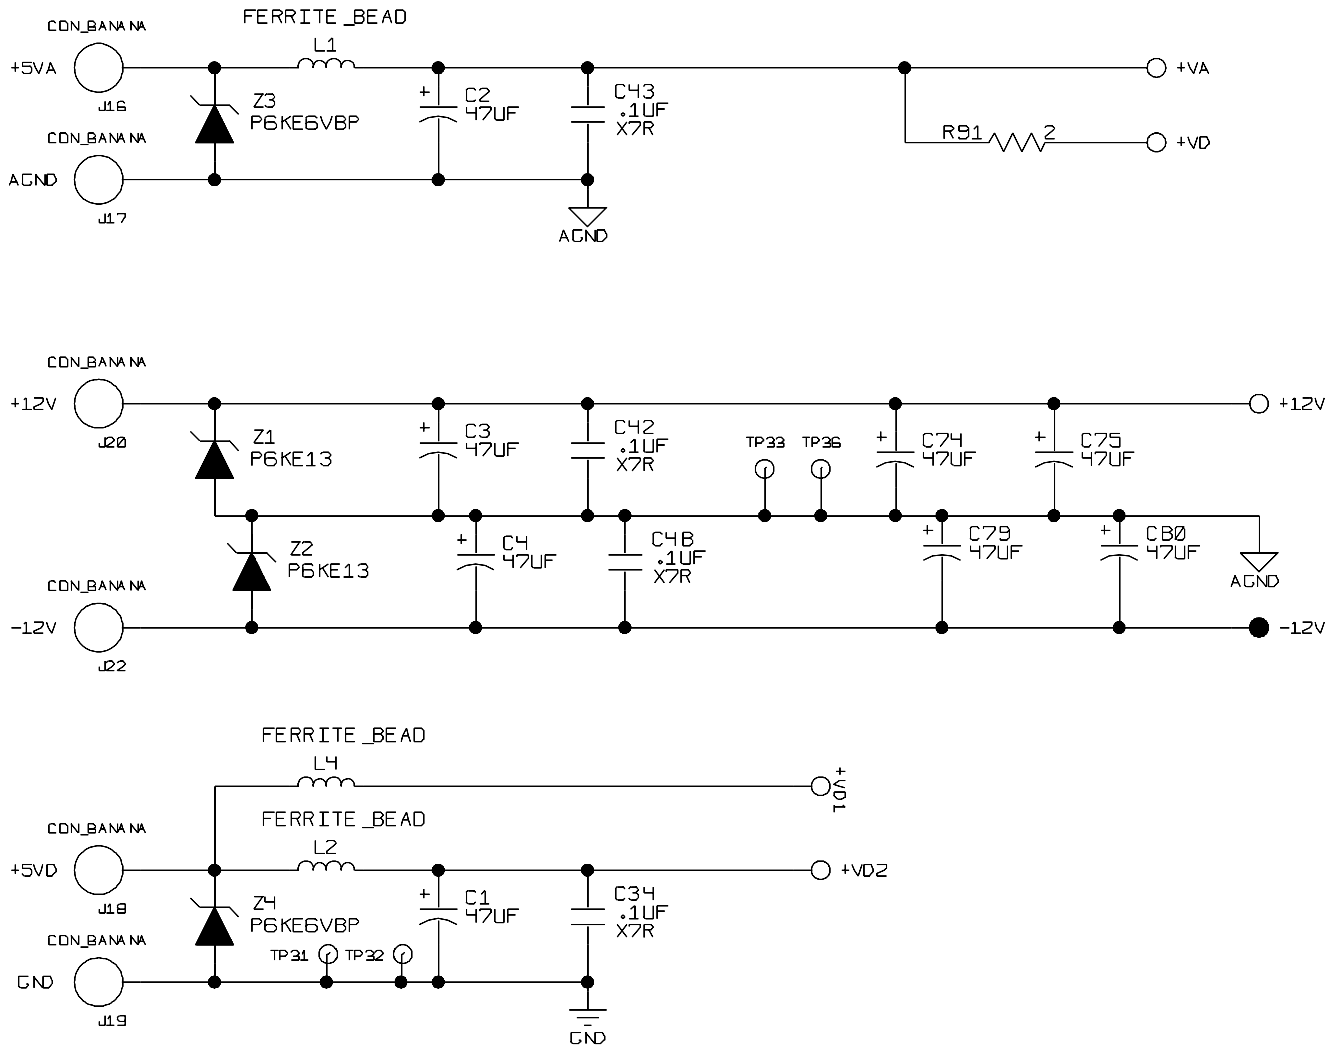 FERRITE_BEAD
CON_BANANA
L1
+5VA
+VA
J16
Z3
P6KE6V8P
+
C2
47UF
C43
.1UF
X7R
CON_BANANA
R91
2
+VD
AGND
J17
AGND
CON_BANANA
+12V
+12V
J20
Z1
P6KE13
+
C3
47UF
C42
.1UF
X7R
TP33
TP36
+
C74
47UF
+
C75
47UF
Z2
P6KE13
+
C4
47UF
C48
.1UF
X7R
+
C79
47UF
+
C80
47UF
AGND
CON_BANANA
-12V
-12V
J22
FERRITE_BEAD
L4
+VD1
FERRITE_BEAD
CON_BANANA
L2
+5VD
+VD2
J18
Z4
P6KE6V8P
+
C1
47UF
C34
.1UF
X7R
CON_BANANA
TP31
TP32
GND
J19
GND